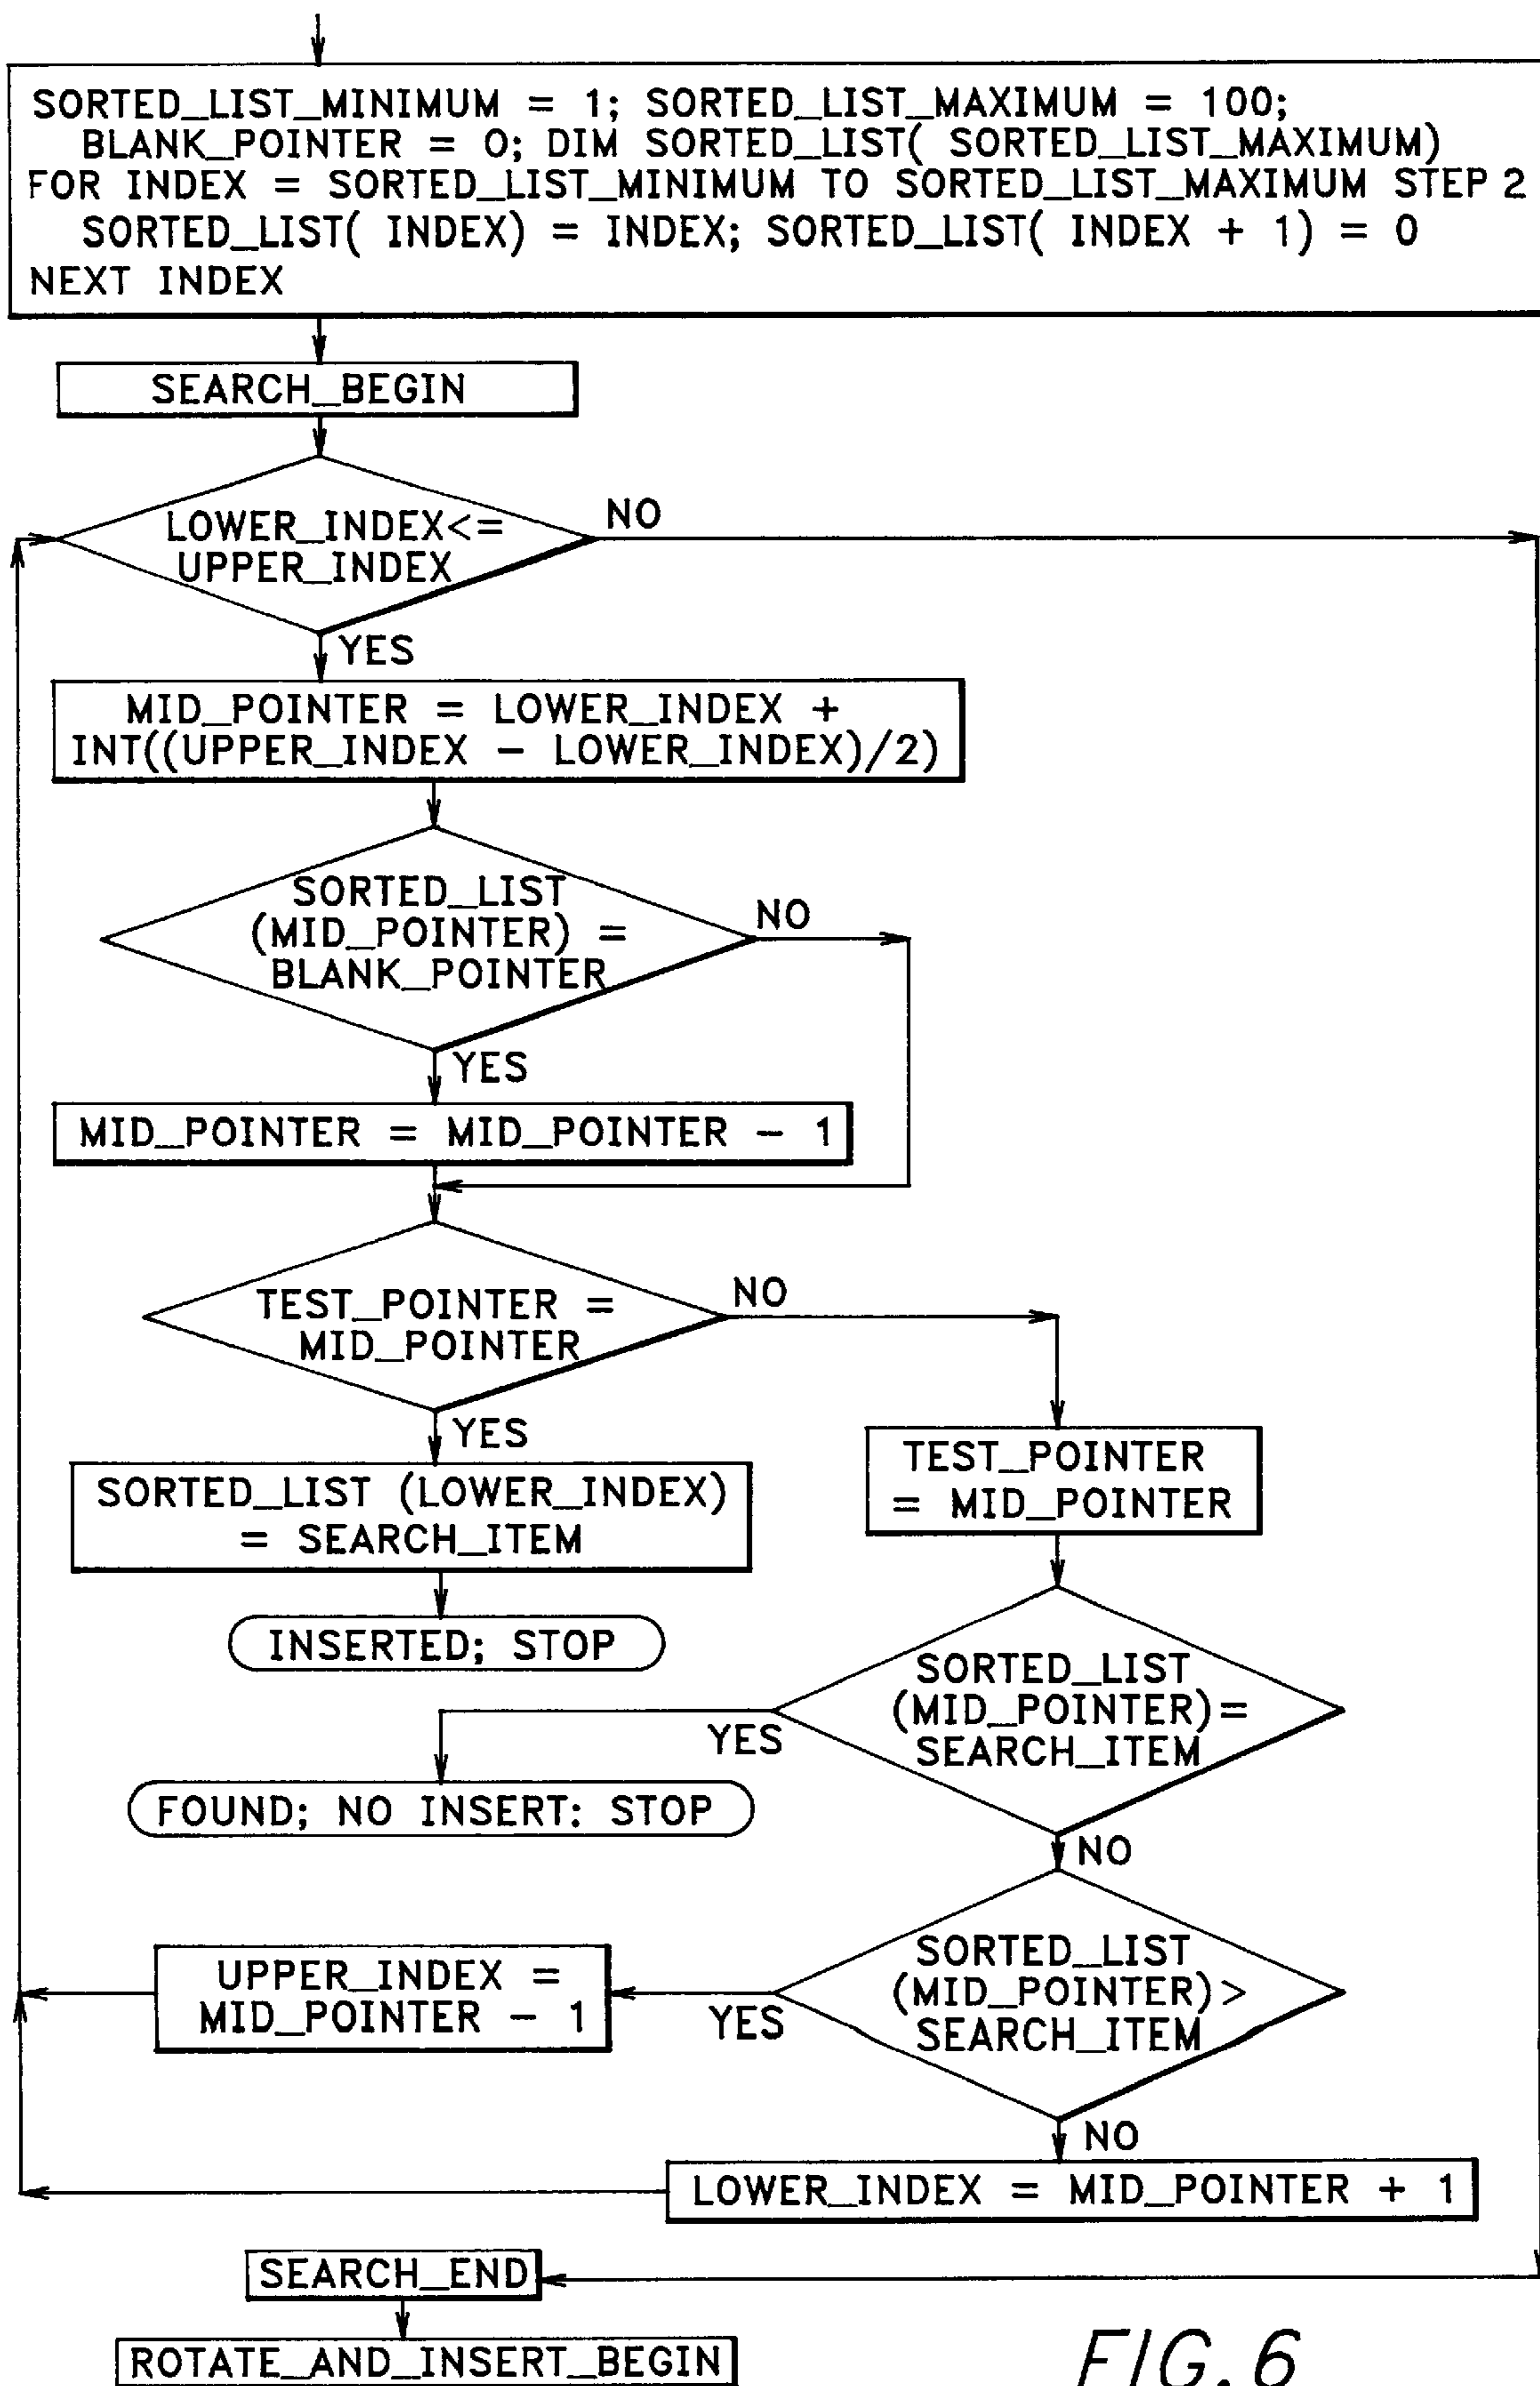 SORTED_LIST_MINIMUM = 1; SORTED_LIST_MAXIMUM = 100;
BLANK_POINTER = 0; DIM SORTED_LIST( SORTED_LIST_MAXIMUM)
FOR INDEX = SORTED_LIST_MINIMUM TO SORTED_LIST_MAXIMUM STEP 2
SORTED_LIST( INDEX) = INDEX; SORTED_LIST( INDEX + 1) = 0
NEXT INDEX
SEARCH_BEGIN
LOWER_INDEX<=
UPPER_INDEX
NO
YES
MID_POINTER = LOWER_INDEX +
INT((UPPER_INDEX - LOWER_INDEX)/2)
SORTED_LIST
(MID_POINTER) =
BLANK_POINTER
NO
YES
MID_POINTER = MID_POINTER - 1
TEST_POINTER =
MID_POINTER
NO
YES
SORTED_LIST (LOWER_INDEX)
= SEARCH_ITEM
TEST_POINTER
= MID_POINTER
INSERTED; STOP
SORTED_LIST
(MID_POINTER)=
SEARCH_ITEM
YES
FOUND; NO INSERT: STOP
NO
SORTED_LIST
(MID_POINTER)>
SEARCH_ITEM
YES
UPPER_INDEX =
MID_POINTER - 1
NO
LOWER_INDEX = MID_POINTER + 1
SEARCH_END
ROTATE_AND_INSERT_BEGIN
FIG. 6